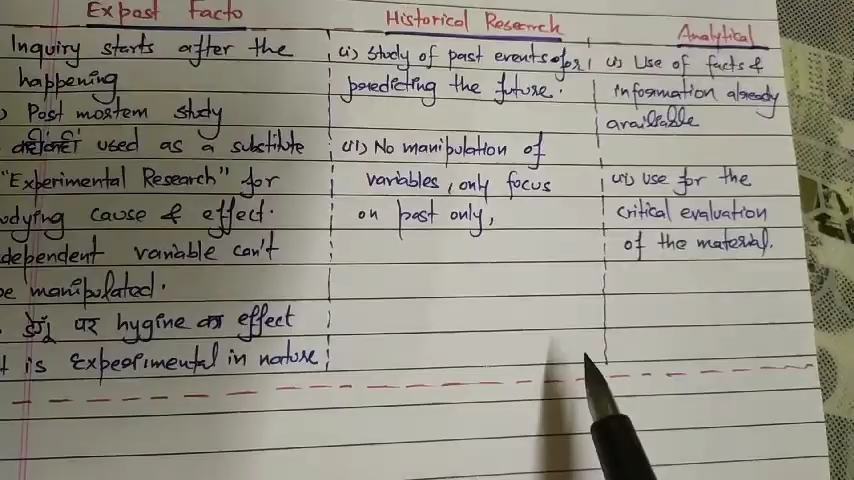 Expost Facto
Inquiry starts after the
happening
Post mortem study
used as a substitute
"Experimental Research" for
udying cause & effect.
dependent variable can't
e manipulated.
डेंगू पर hygine का effect
t is Experimental in nature
Historical Research
(i) Study of past events for
predicting the future.
(ii) No manipulation of
variables, only focus
on past only,
Analytical
(i) Use of facts &
information already
available
(ii) use for the
critical evaluation
of the material.